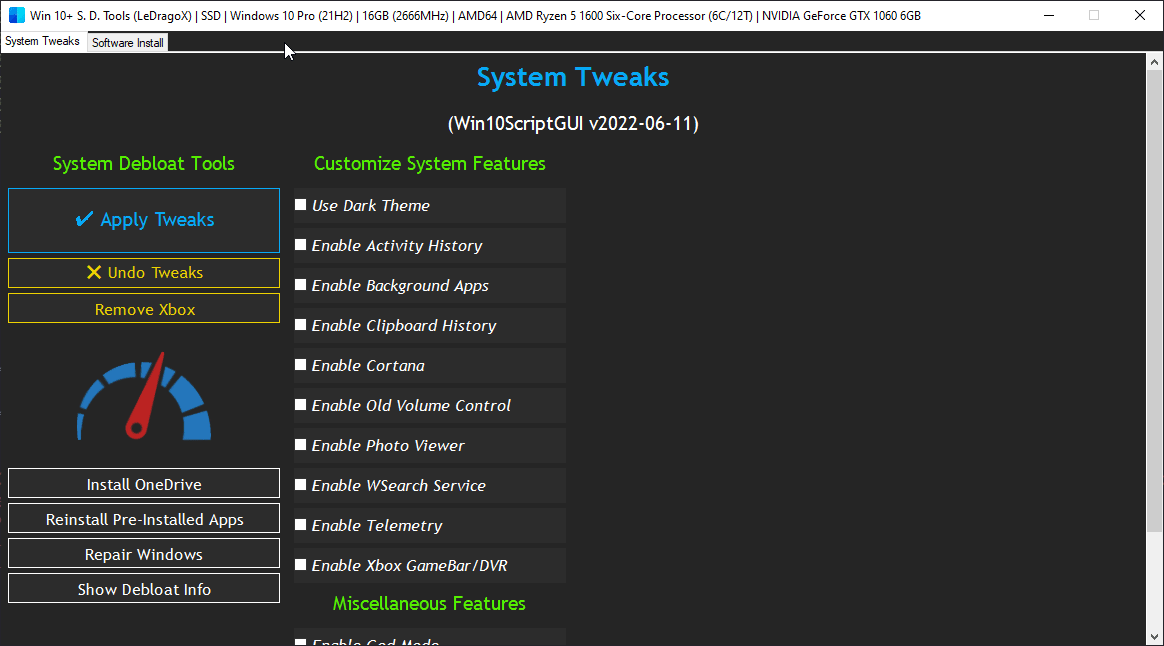 Win 10+ S. D. Tools (LeDragoX) | SSD | Windows 10 Pro (21H2) | 16GB (2666MHz) | AMD64 | AMD Ryzen 5 1600 Six-Core Processor (6C/12T) | NVIDIA GeForce GTX 1060 6GB
System Tweaks
Software Install
System Tweaks
(Win10ScriptGUI v2022-06-11)
System Debloat Tools
✔ Apply Tweaks
❌ Undo Tweaks
Remove Xbox
Install OneDrive
Reinstall Pre-Installed Apps
Repair Windows
Show Debloat Info
Customize System Features
Use Dark Theme
Enable Activity History
Enable Background Apps
Enable Clipboard History
Enable Cortana
Enable Old Volume Control
Enable Photo Viewer
Enable WSearch Service
Enable Telemetry
Enable Xbox GameBar/DVR
Miscellaneous Features
Enable God Mode